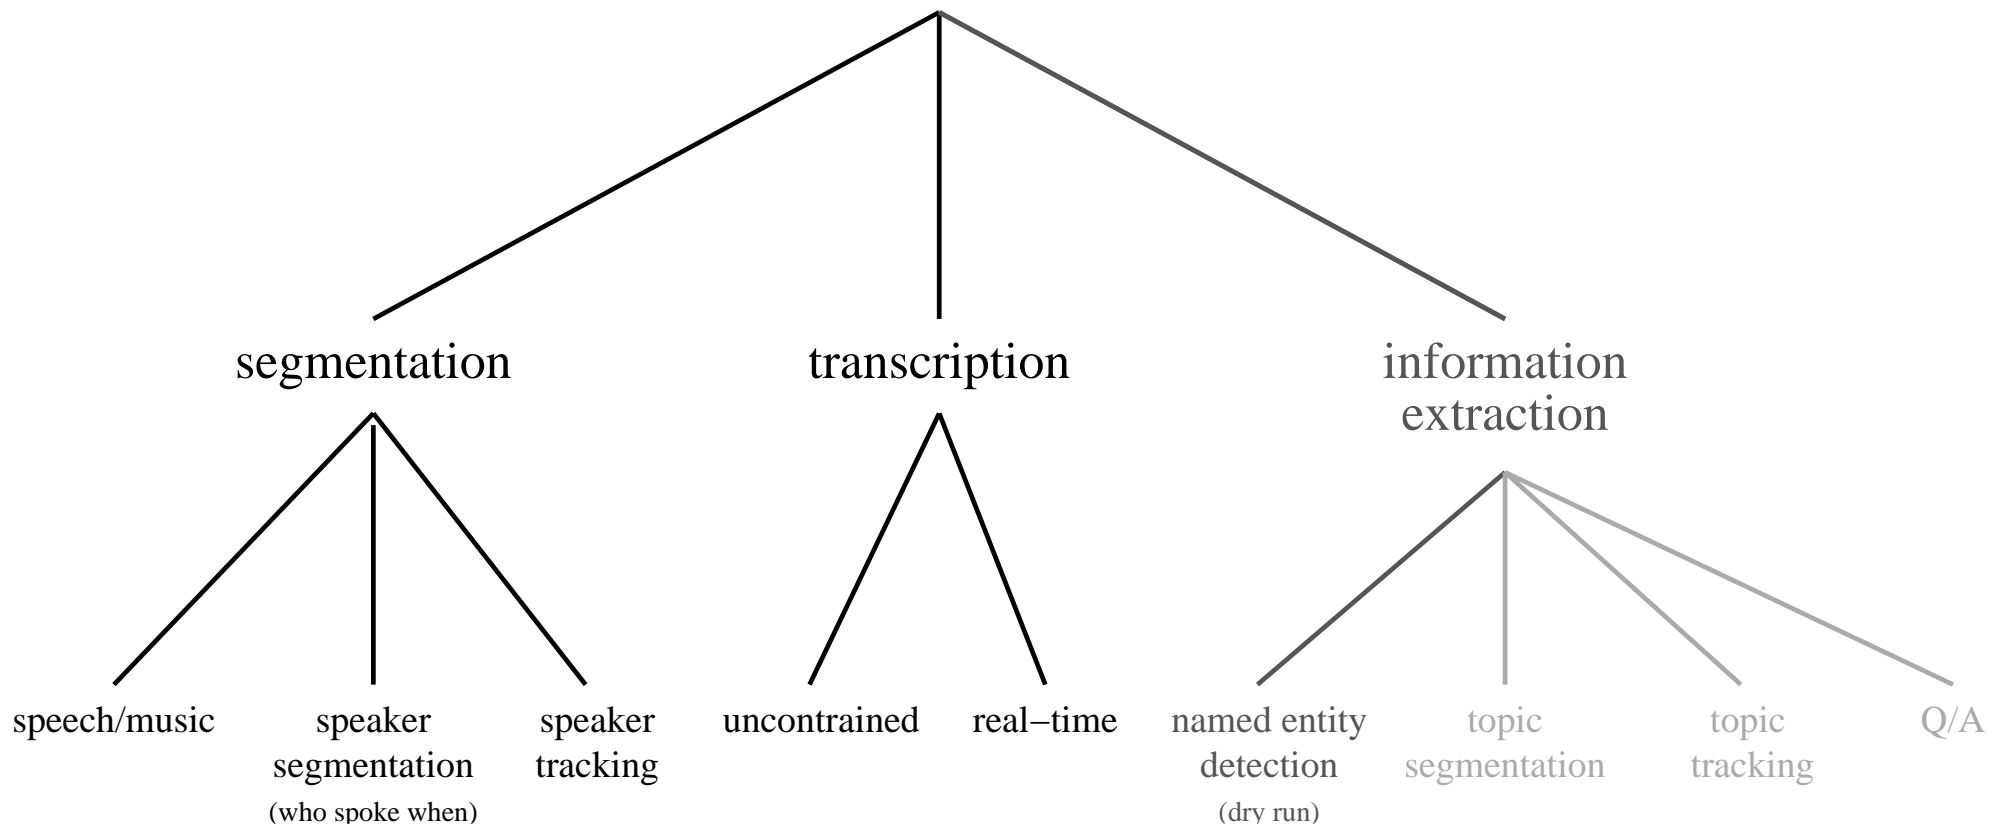 segmentation
transcription
information
extraction
speech/music
speaker
segmentation
(who spoke when)
speaker
tracking
uncontrained
real−time
named entity
detection
(dry run)
topic
segmentation
topic
tracking
Q/A